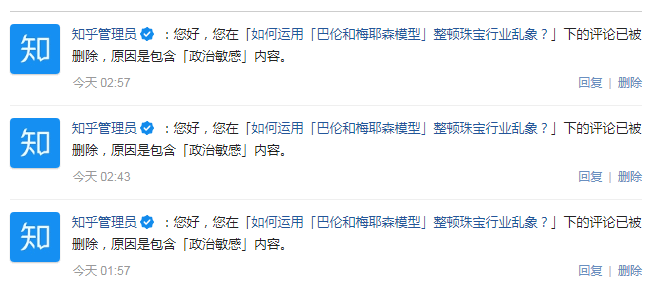 知
知乎管理员 ：您好，您在「如何运用「巴伦和梅耶森模型」整顿珠宝行业乱象？」下的评论已被
删除，原因是包含「政治敏感」内容。
今天 02:57 回复 | 删除
知
知乎管理员 ：您好，您在「如何运用「巴伦和梅耶森模型」整顿珠宝行业乱象？」下的评论已被
删除，原因是包含「政治敏感」内容。
今天 02:43 回复 | 删除
知
知乎管理员 ：您好，您在「如何运用「巴伦和梅耶森模型」整顿珠宝行业乱象？」下的评论已被
删除，原因是包含「政治敏感」内容。
今天 01:57 回复 | 删除